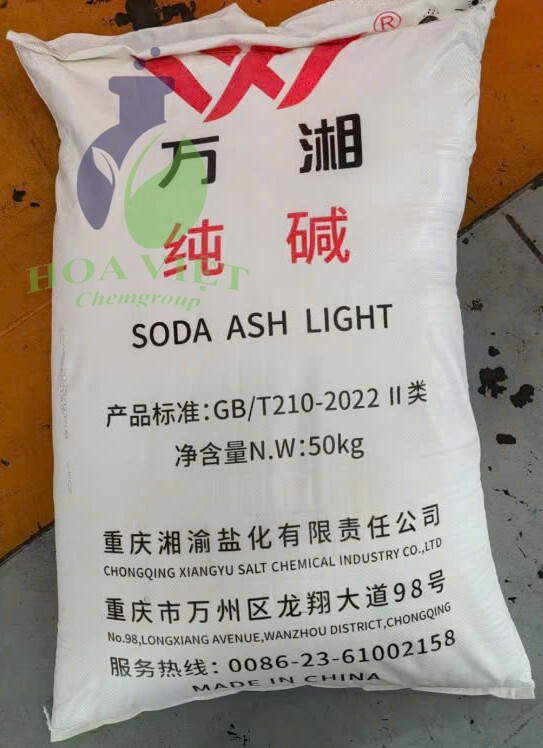 ®
万湘
纯碱
HOA VIỆT
Chemgroup
SODA ASH LIGHT
产品标准:GB/T210-2022 II类
净含量N.W:50kg
重庆湘渝盐化有限责任公司
CHONGQING XIANGYU SALT CHEMICAL INDUSTRY CO.,LTD
重庆市万州区龙翔大道98号
No.98,LONGXIANG AVENUE,WANZHOU DISTRICT,CHONGQING
服务热线: 0086-23-61002158
MADE IN CHINA